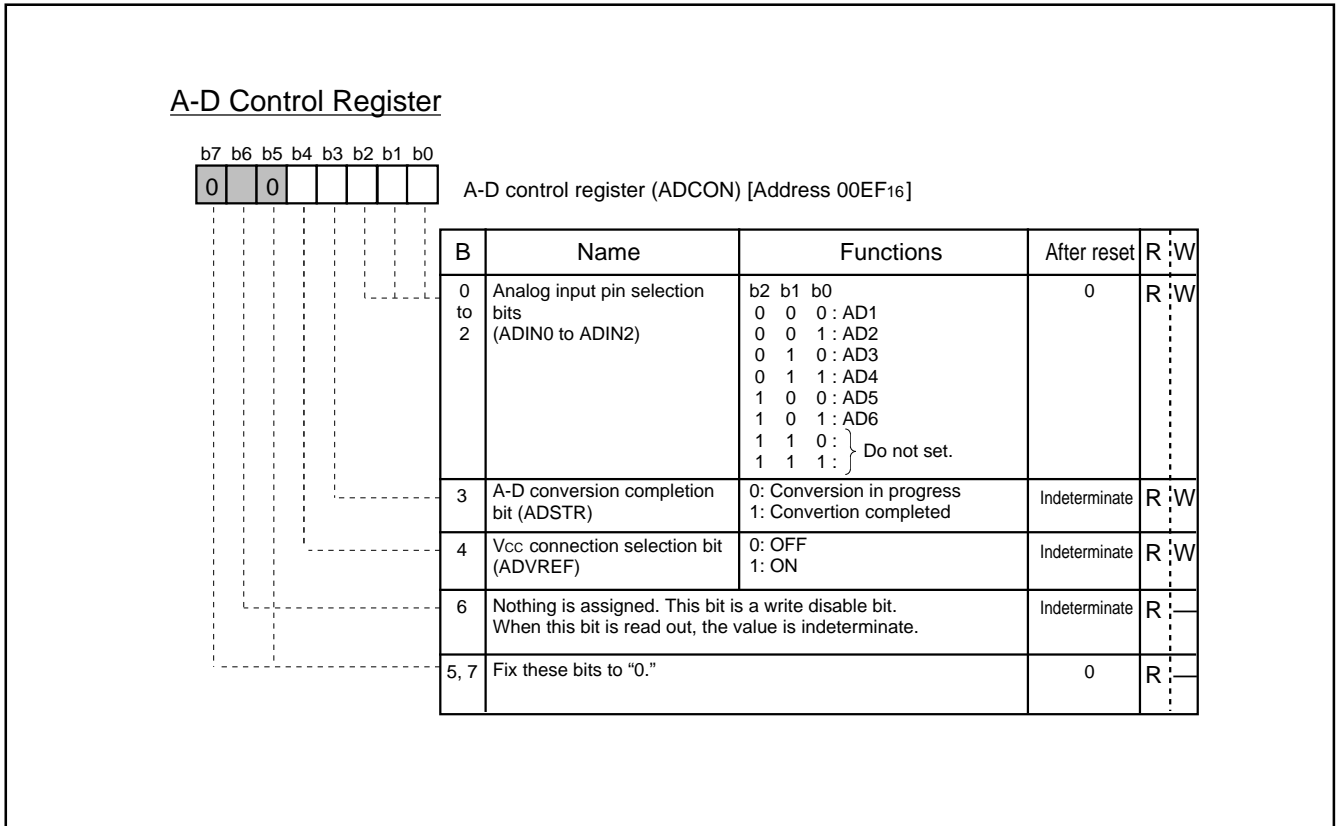 A-D Control Register
b7 b6 b5 b4 b3 b2 b1 b0
0 0
A-D control register (ADCON) [Address 00EF16]
B Name Functions After reset R W
0 to 2 Analog input pin selection bits (ADIN0 to ADIN2) b2 b1 b0 0 R W
0 0 0 : AD1
0 0 1 : AD2
0 1 0 : AD3
0 1 1 : AD4
1 0 0 : AD5
1 0 1 : AD6
1 1 0 :
1 1 1 : Do not set.
3 A-D conversion completion bit (ADSTR) 0: Conversion in progress Indeterminate R W
1: Convertion completed
4 Vcc connection selection bit (ADVREF) 0: OFF Indeterminate R W
1: ON
6 Nothing is assigned. This bit is a write disable bit. Indeterminate R —
When this bit is read out, the value is indeterminate.
5, 7 Fix these bits to “0.” 0 R —